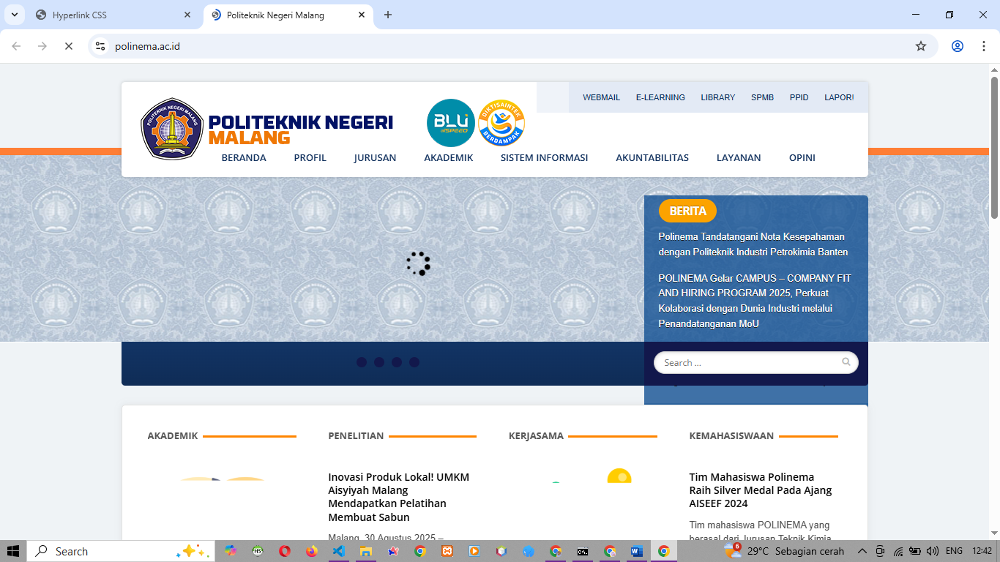 Hyperlink CSS
Politeknik Negeri Malang
polinema.ac.id
WEBMAIL E-LEARNING LIBRARY SPMB PPID LAPOR!
POLITEKNIK NEGERI MALANG
POLITEKNIK NEGERI
MALANG
BLU
DIKTISAINTEK
BERDAMPAK
BERANDA PROFIL JURUSAN AKADEMIK SISTEM INFORMASI AKUNTABILITAS LAYANAN OPINI
BERITA
Polinema Tandatangani Nota Kesepahaman
dengan Politeknik Industri Petrokimia Banten
POLINEMA Gelar CAMPUS – COMPANY FIT
AND HIRING PROGRAM 2025, Perkuat
Kolaborasi dengan Dunia Industri melalui
Penandatanganan MoU
Search ...
AKADEMIK
PENELITIAN
KERJASAMA
KEMAHASISWAAN
Inovasi Produk Lokal! UMKM
Aisyiyah Malang
Mendapatkan Pelatihan
Membuat Sabun
Malang, 30 Agustus 2025 –
Tim Mahasiswa Polinema
Raih Silver Medal Pada Ajang
AISEEF 2024
Tim mahasiswa POLINEMA yang
berasal dari Jurusan Teknik Kimia
Search
6
29°C Sebagian cerah
ENG
12:42